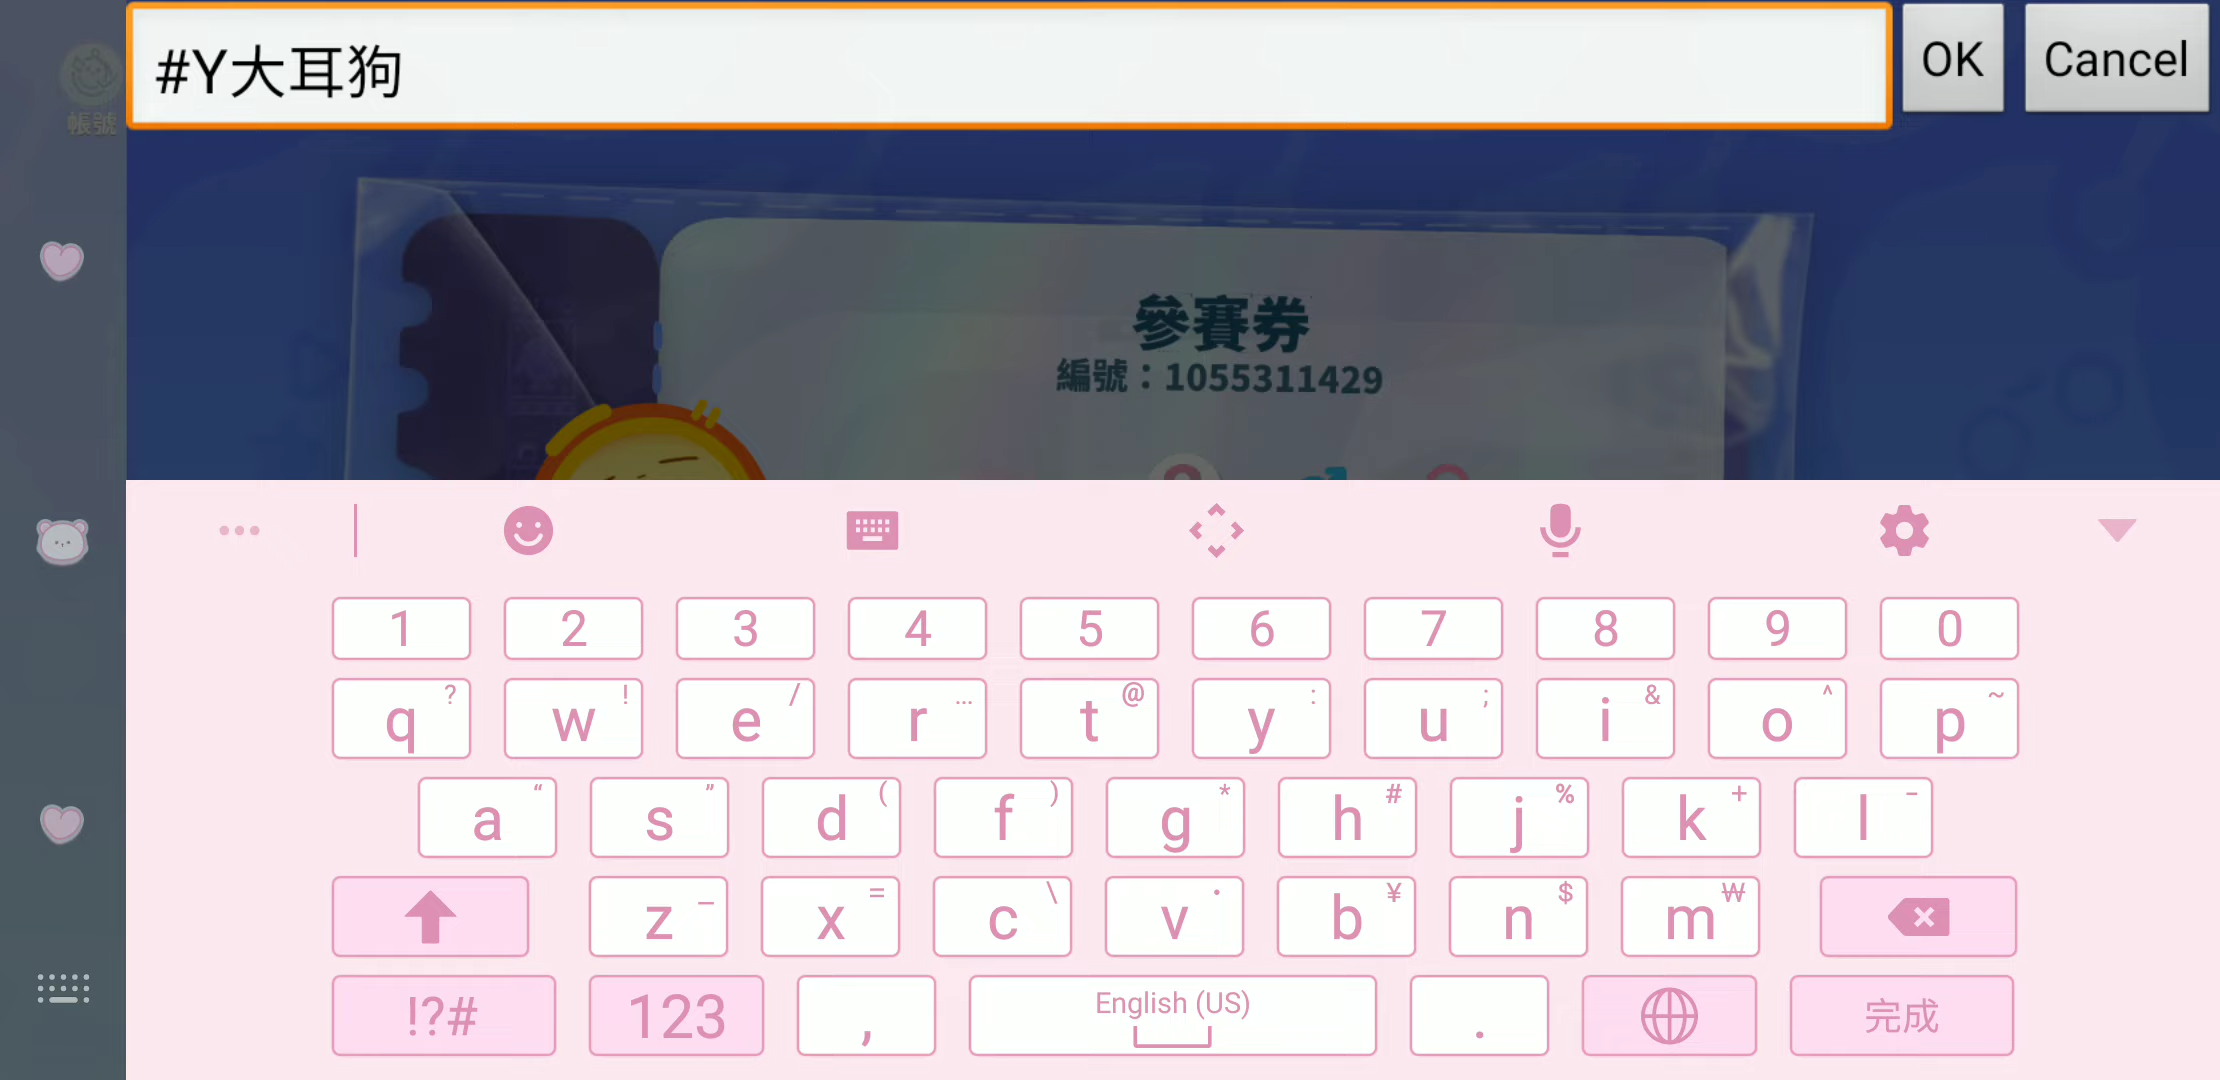 #Y大耳狗
OK
Cancel
帳號
參賽券
編號：1055311429
1 2 3 4 5 6 7 8 9 0
q ? w ! e / r … t @ y : u ; i & o ^ p ~
a “ s ” d ( f ) g * h # j % k + l -
z _ x = c \ v · b ¥ n $ m ₩
!?# 123 , English (US) . 完成